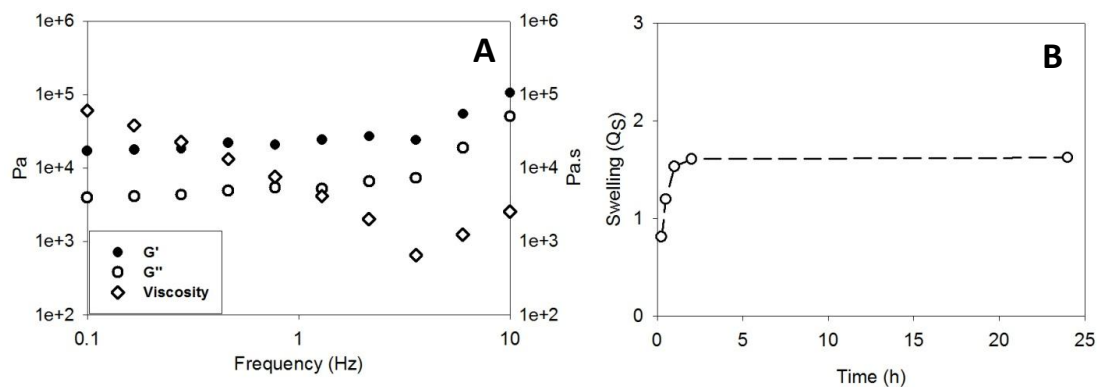 A
1e+6
1e+5
1e+4
1e+3
1e+2
Pa
1e+6
1e+5
1e+4
1e+3
1e+2
Pa.s
G'
G"
Viscosity
0.1
1
10
Frequency (Hz)
B
3
2
1
0
Swelling (QS)
0
5
10
15
20
25
Time (h)